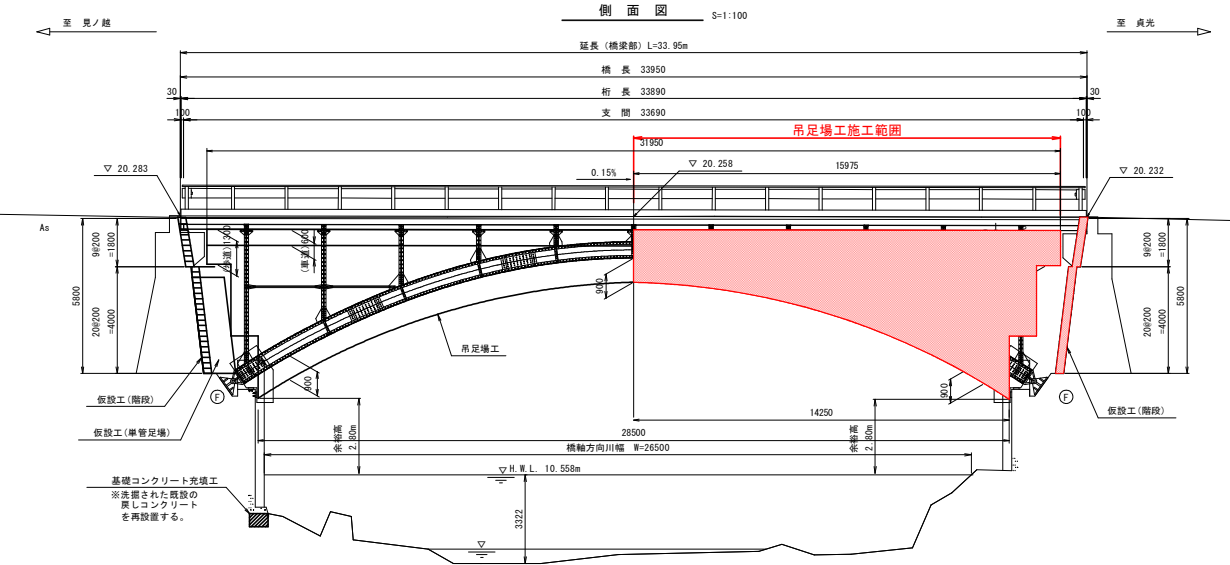 側 面 図 S=1:100
至 見ノ越
至 貞光
延長(橋梁部) L=33.95m
橋 長 33950
30
桁 長 33890
30
100
支 間 33690
100
吊足場工施工範囲
31950
▽ 20.283
0.15%
▽ 20.258
15975
▽ 20.232
As
9@200
=1800
(歩道)1300
(車道)600
9@200
=1800
5800
20@200
=4000
900
20@200
=4000
5800
吊足場工
900
900
仮設工(階段)
F
F
仮設工(階段)
14250
仮設工(単管足場)
余裕高
2.80m
28500
余裕高
2.80m
橋軸方向川幅 W=26500
▽ H.W.L. 10.558m
基礎コンクリート充填工
※洗掘された既設の
戻しコンクリート
を再設置する。
3322
▽